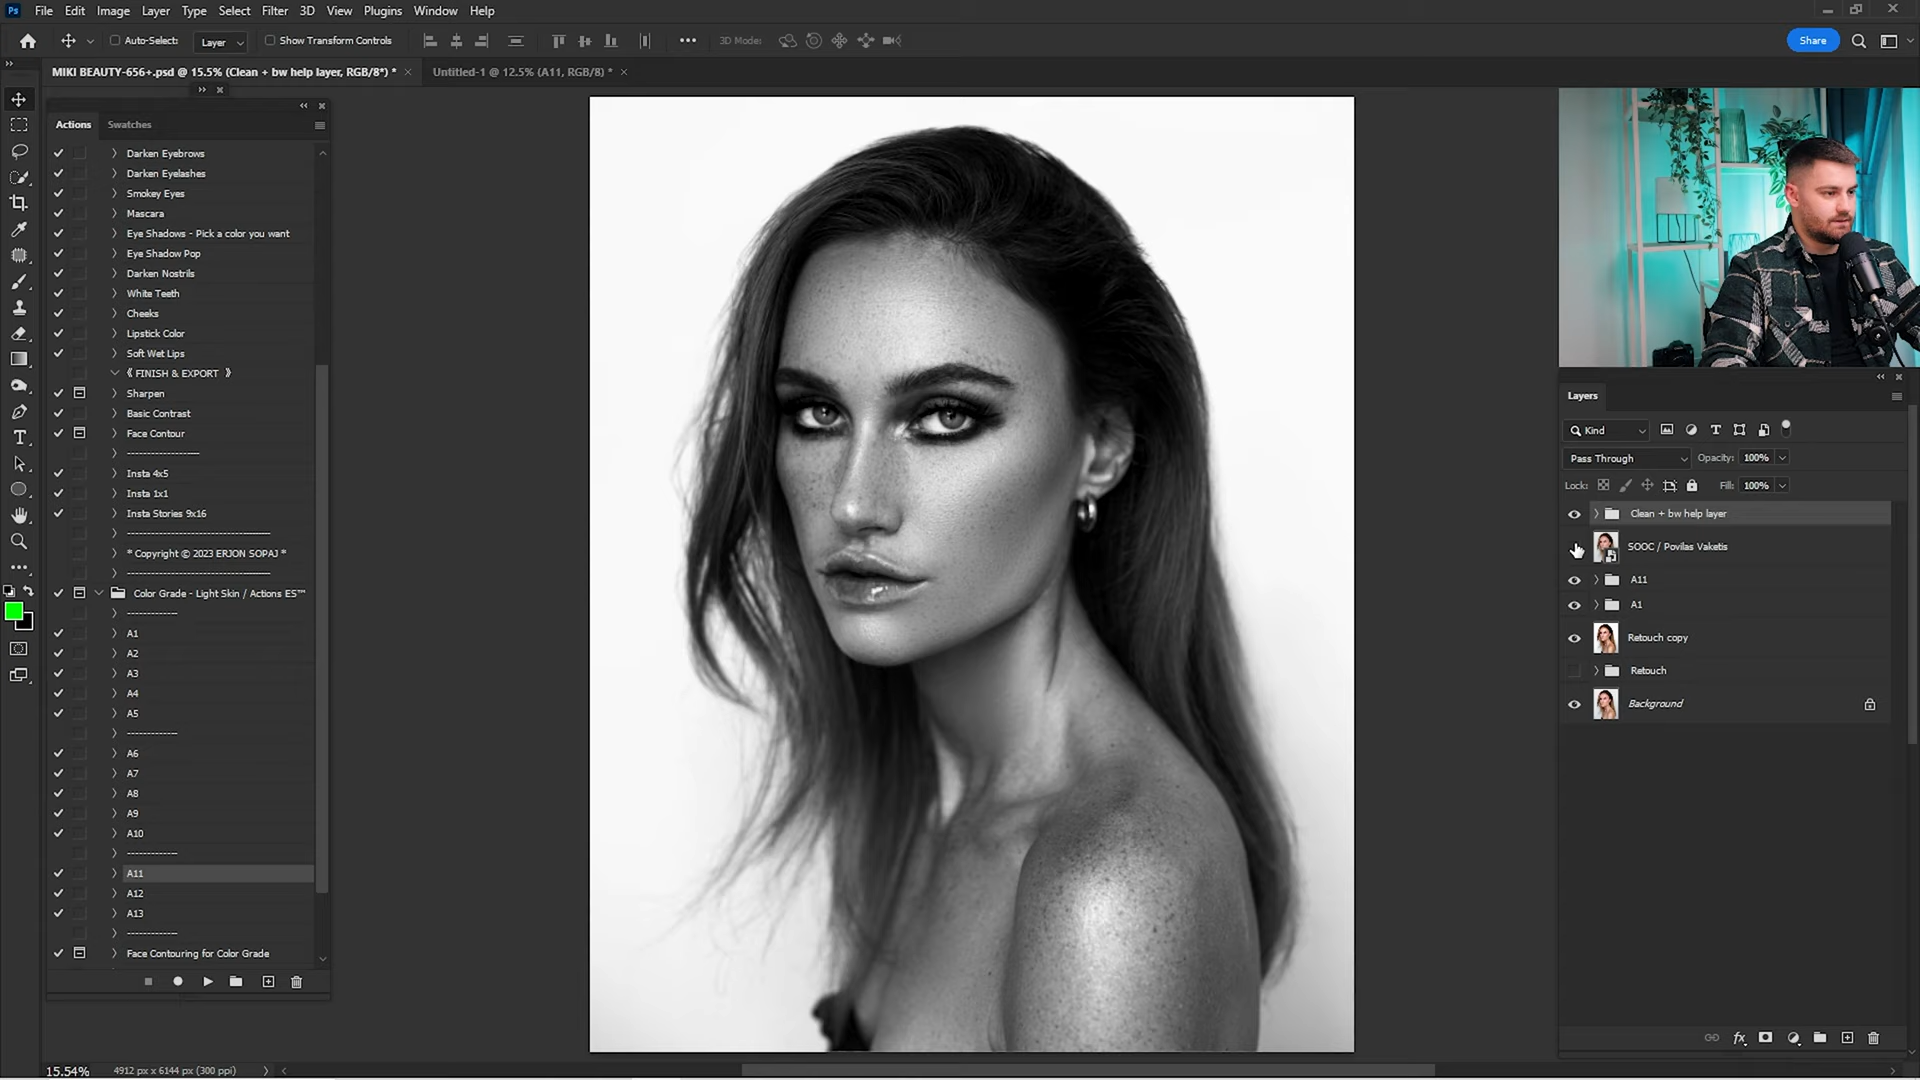 Ps File Edit Image Layer Type Select Filter 3D View Plugins Window Help
Auto-Select: Layer Show Transform Controls 3D Mode: Share
MIKI BEAUTY-656+.psd @ 15.5% (Clean + bw help layer, RGB/8*) * Untitled-1 @ 12.5% (A11, RGB/8) *
Actions Swatches
Darken Eyebrows
Darken Eyelashes
Smokey Eyes
Mascara
Eye Shadows - Pick a color you want
Eye Shadow Pop
Darken Nostrils
White Teeth
Cheeks
Lipstick Color
Soft Wet Lips
《 FINISH & EXPORT 》
Sharpen
Basic Contrast
Face Contour
-------------------
Insta 4x5
Insta 1x1
Insta Stories 9x16
--------------------------------------
* Copyright © 2023 ERJON SOPAJ *
--------------------------------------
Color Grade - Light Skin / Actions ES™
-------------
A1
A2
A3
A4
A5
-------------
A6
A7
A8
A9
A10
-------------
A11
A12
A13
-------------
Face Contouring for Color Grade
Layers
Kind
Pass Through Opacity: 100%
Lock: Fill: 100%
Clean + bw help layer
SOOC / Povilas Vaketis
A11
A1
Retouch copy
Retouch
Background
fx
15.54% 4912 px x 6144 px (300 ppi)